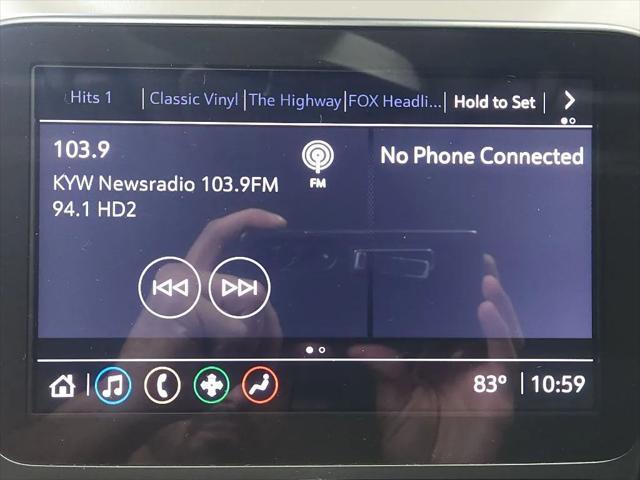 Hits 1 Classic Vinyl The Highway FOX Headli... Hold to Set
103.9
FM
No Phone Connected
KYW Newsradio 103.9FM
94.1 HD2
83° 10:59